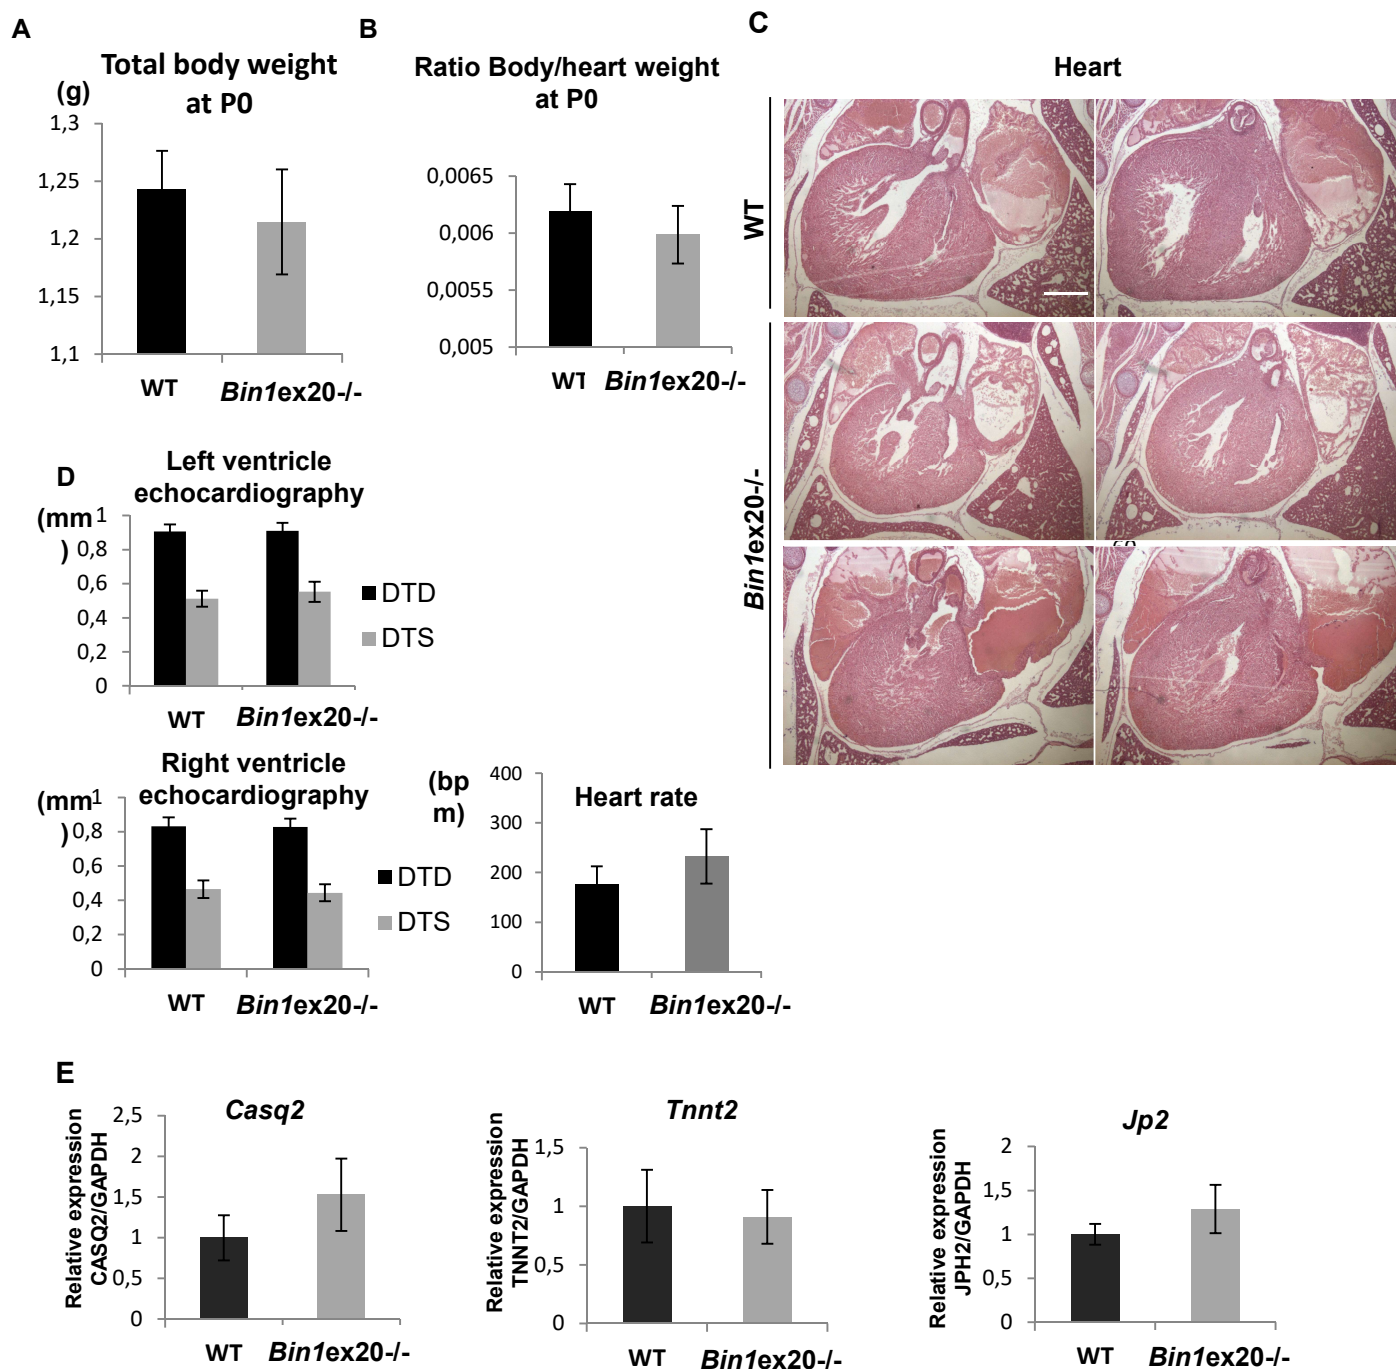 A
Total body weight
at P0
(g)
1,3
1,25
1,2
1,15
1,1
WT
Bin1ex20-/-
B
Ratio Body/heart weight
at P0
0,0065
0,006
0,0055
0,005
WT
Bin1ex20-/-
C
Heart
WT
Bin1ex20-/-
D
Left ventricle
echocardiography
(mm
)
1
0,8
0,6
0,4
0,2
0
WT
Bin1ex20-/-
DTD
DTS
Right ventricle
echocardiography
(mm
)
1
0,8
0,6
0,4
0,2
0
WT
Bin1ex20-/-
DTD
DTS
(bp
m)
Heart rate
400
300
200
100
0
WT
Bin1ex20-/-
E
Casq2
Relative expression
CASQ2/GAPDH
2,5
2
1,5
1
0,5
0
WT
Bin1ex20-/-
Tnnt2
Relative expression
TNNT2/GAPDH
1,5
1
0,5
0
WT
Bin1ex20-/-
Jp2
Relative expression
JPH2/GAPDH
2
1,5
1
0,5
0
WT
Bin1ex20-/-